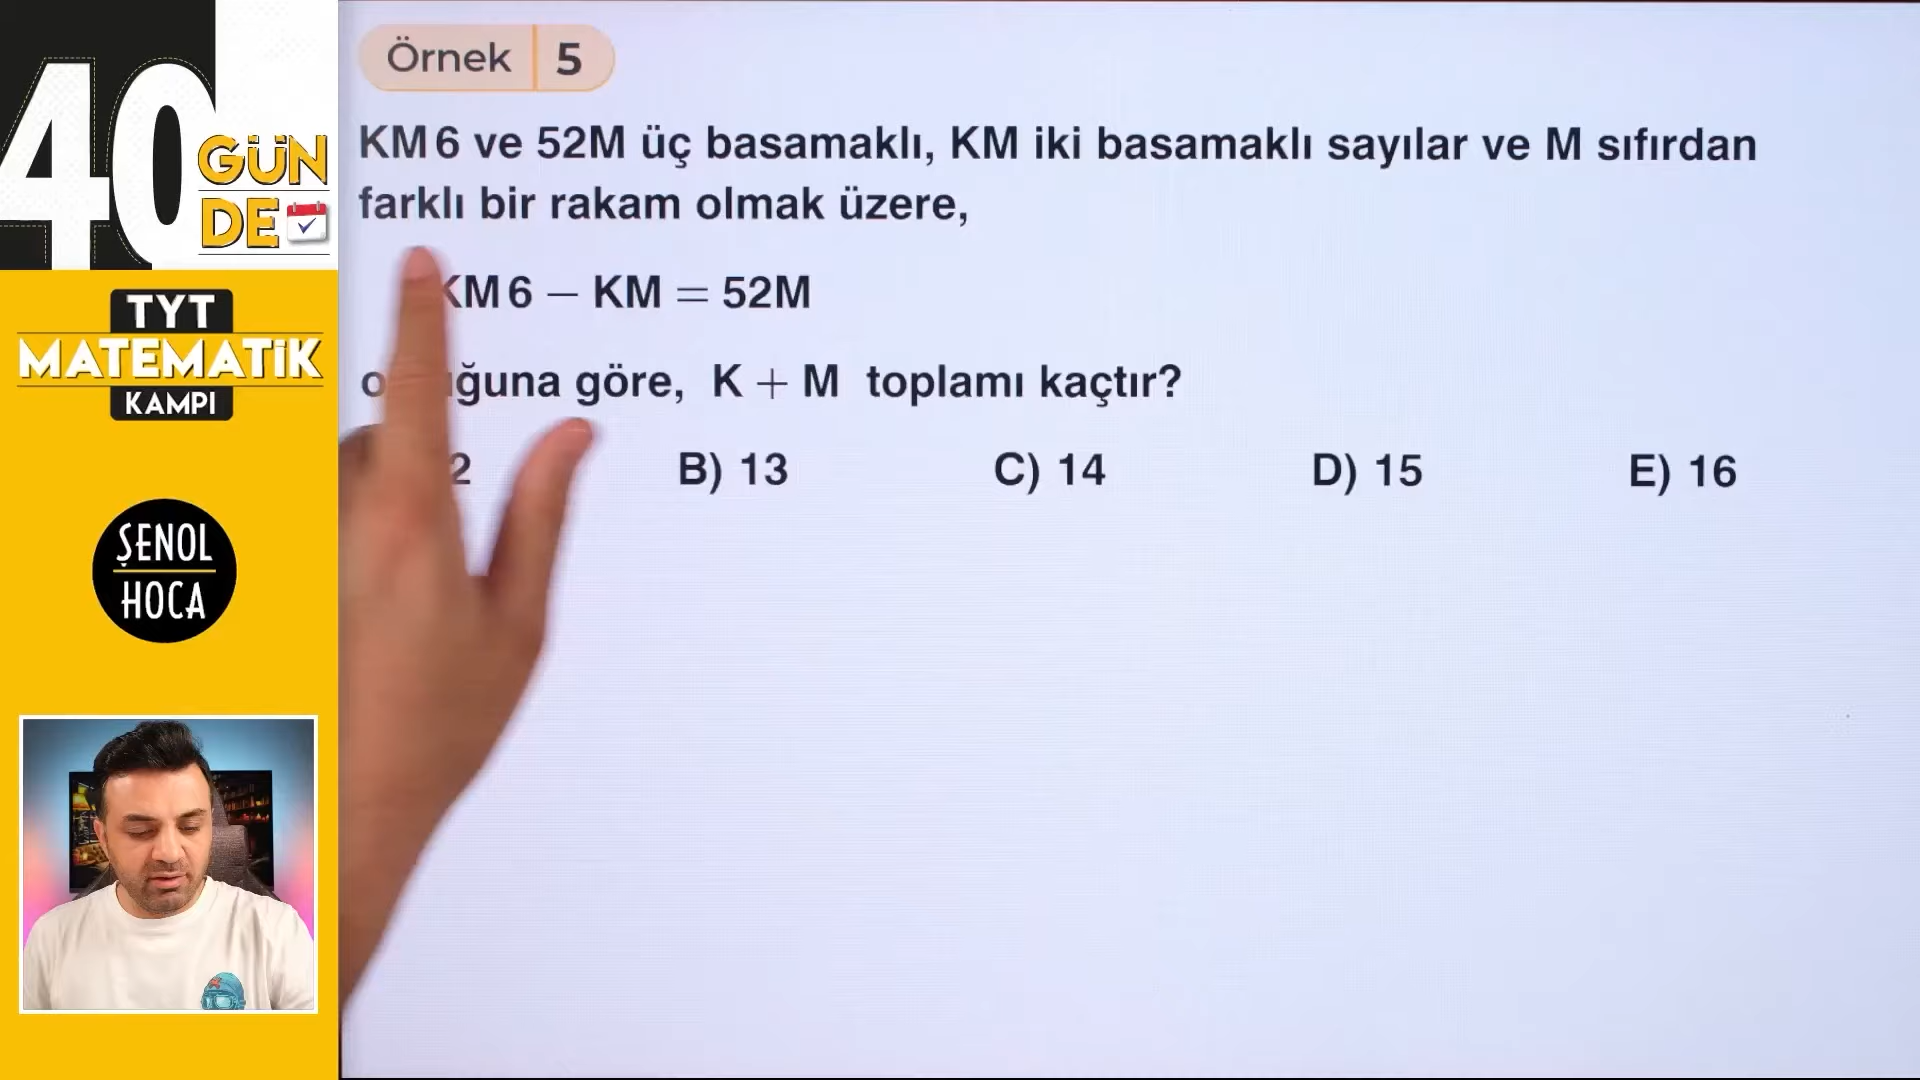 40
GÜN
DE
TYT
MATEMATİK
KAMPI
ŞENOL
HOCA
Örnek 5
KM6 ve 52M üç basamaklı, KM iki basamaklı sayılar ve M sıfırdan
farklı bir rakam olmak üzere,
KM6 – KM = 52M
göre, K + M toplamı kaçtır?
B) 13 C) 14 D) 15 E) 16